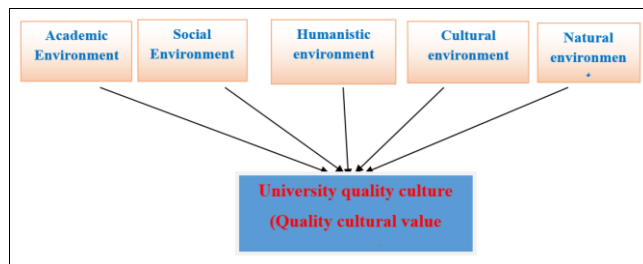 Academic
Environment
Social
Environment
Humanistic
environment
Cultural
environment
Natural
environmen
University quality culture
(Quality cultural value